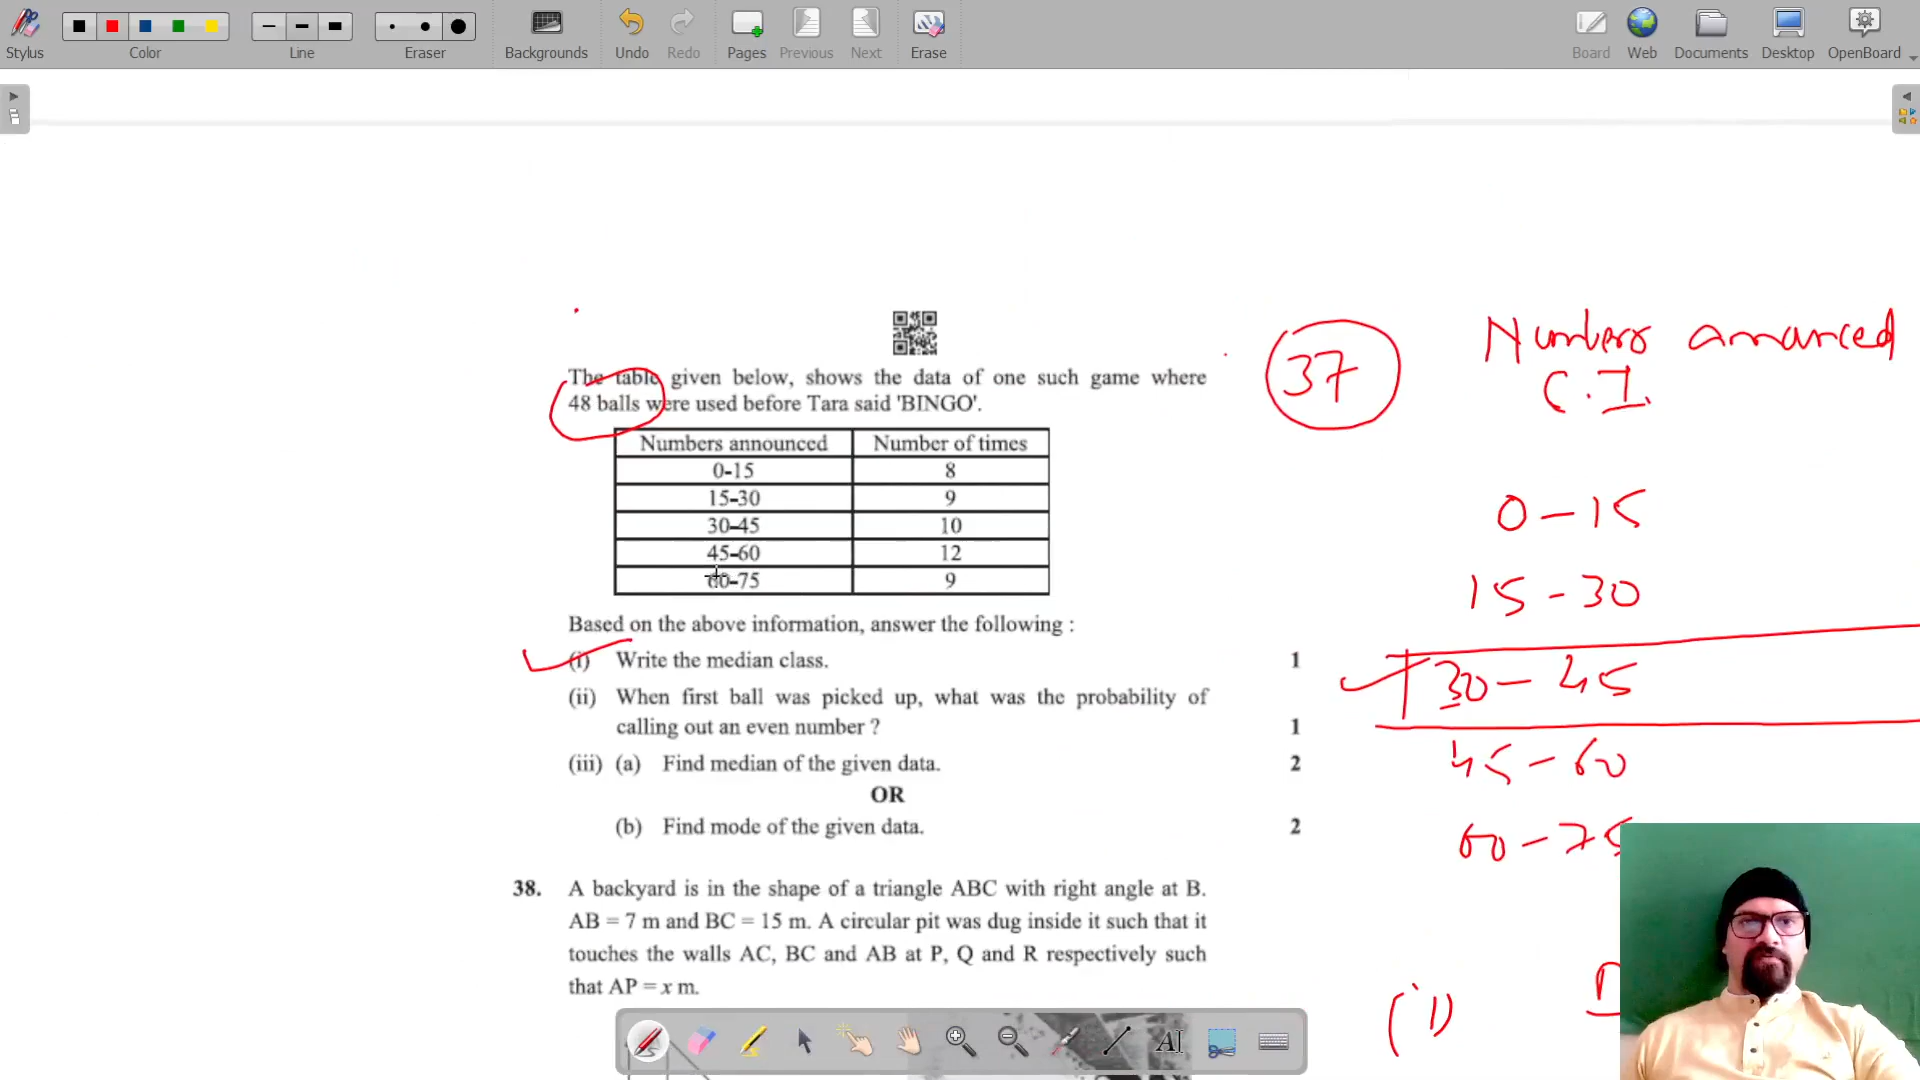 Stylus Color Line Eraser Backgrounds Undo Redo Pages Previous Next Erase Board Web Documents Desktop OpenBoard
The table given below, shows the data of one such game where
48 balls were used before Tara said 'BINGO'.
Numbers announced Number of times
0-15 8
15-30 9
30-45 10
45-60 12
60-75 9
Based on the above information, answer the following :
(i) Write the median class. 1
(ii) When first ball was picked up, what was the probability of
calling out an even number ? 1
(iii) (a) Find median of the given data. 2
OR
(b) Find mode of the given data. 2
38. A backyard is in the shape of a triangle ABC with right angle at B.
AB = 7 m and BC = 15 m. A circular pit was dug inside it such that it
touches the walls AC, BC and AB at P, Q and R respectively such
that AP = x m.
37
Numbers
C.I.
0-15
15-30
30-45
45-60
60-75
AI